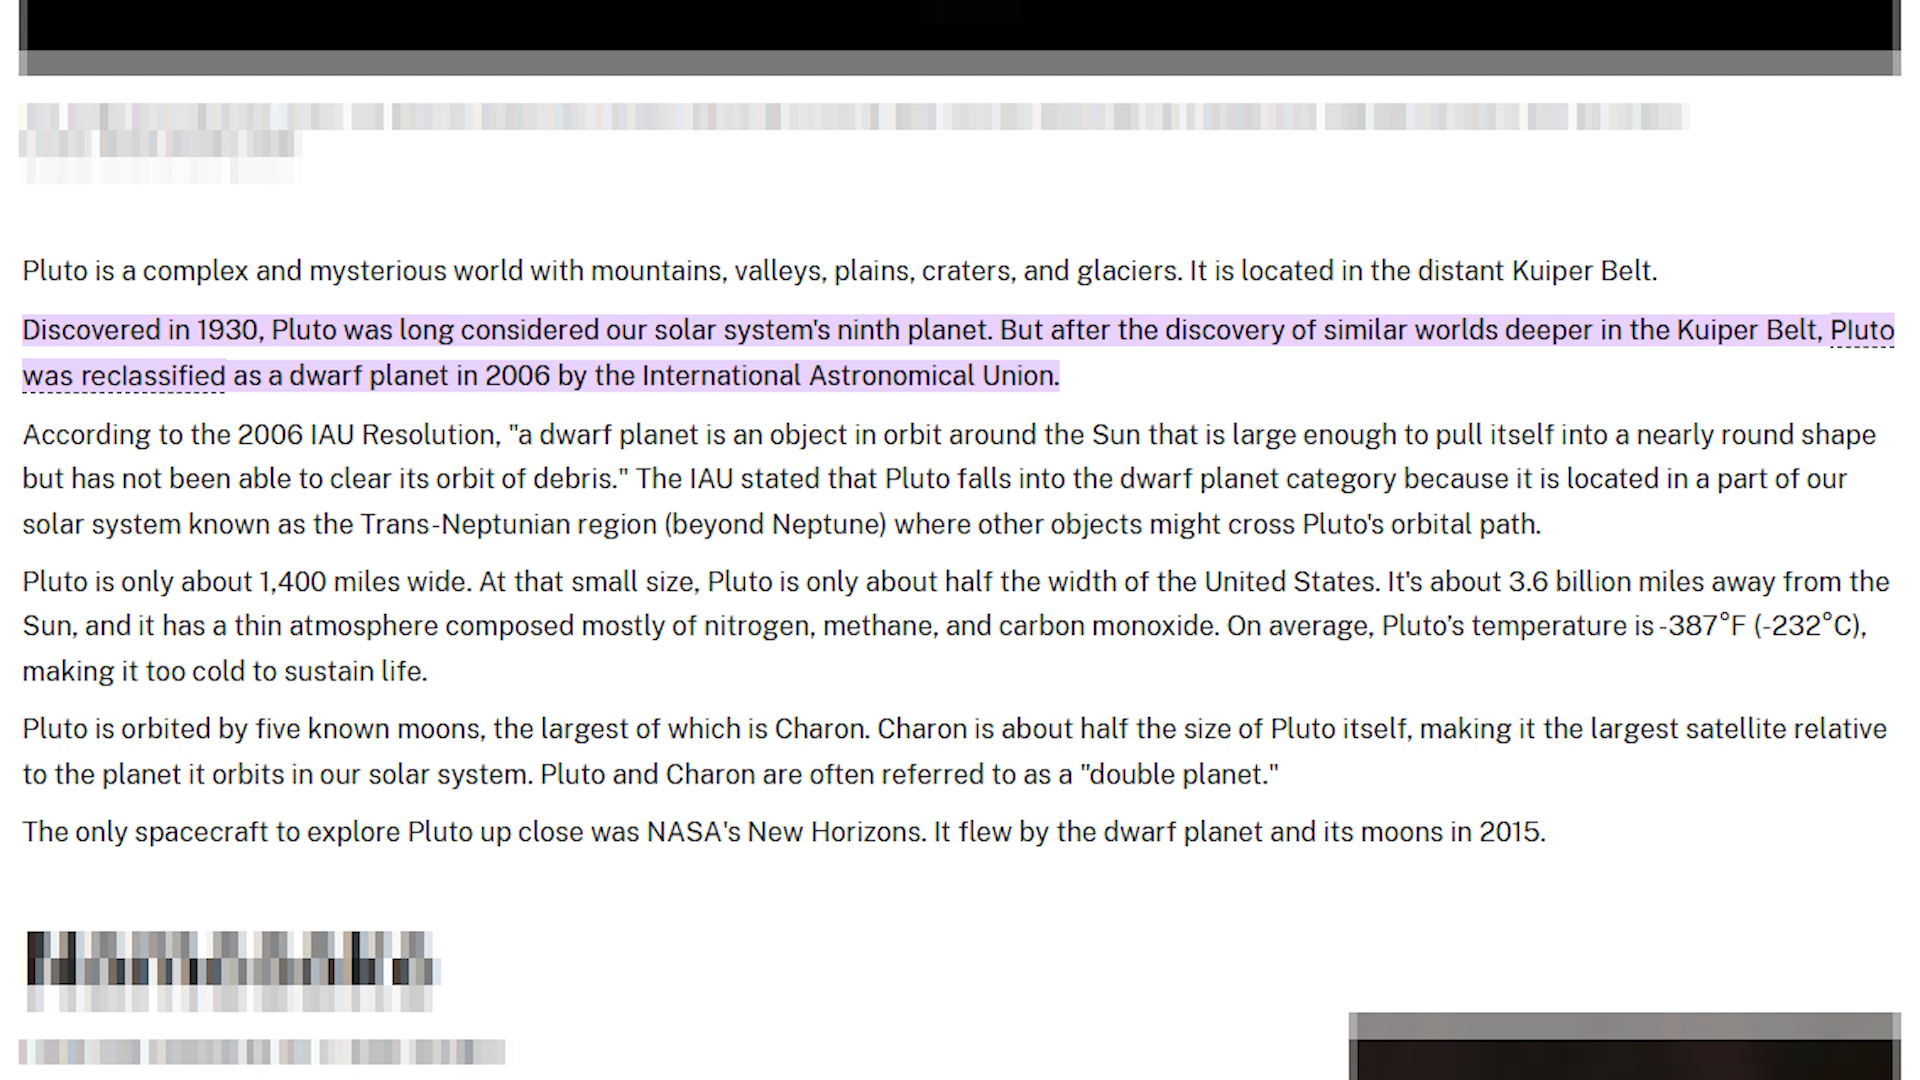 Pluto is a complex and mysterious world with mountains, valleys, plains, craters, and glaciers. It is located in the distant Kuiper Belt.
Discovered in 1930, Pluto was long considered our solar system's ninth planet. But after the discovery of similar worlds deeper in the Kuiper Belt, Pluto
was reclassified as a dwarf planet in 2006 by the International Astronomical Union.
According to the 2006 IAU Resolution, "a dwarf planet is an object in orbit around the Sun that is large enough to pull itself into a nearly round shape
but has not been able to clear its orbit of debris." The IAU stated that Pluto falls into the dwarf planet category because it is located in a part of our
solar system known as the Trans-Neptunian region (beyond Neptune) where other objects might cross Pluto's orbital path.
Pluto is only about 1,400 miles wide. At that small size, Pluto is only about half the width of the United States. It's about 3.6 billion miles away from the
Sun, and it has a thin atmosphere composed mostly of nitrogen, methane, and carbon monoxide. On average, Pluto’s temperature is -387°F (-232°C),
making it too cold to sustain life.
Pluto is orbited by five known moons, the largest of which is Charon. Charon is about half the size of Pluto itself, making it the largest satellite relative
to the planet it orbits in our solar system. Pluto and Charon are often referred to as a "double planet."
The only spacecraft to explore Pluto up close was NASA's New Horizons. It flew by the dwarf planet and its moons in 2015.